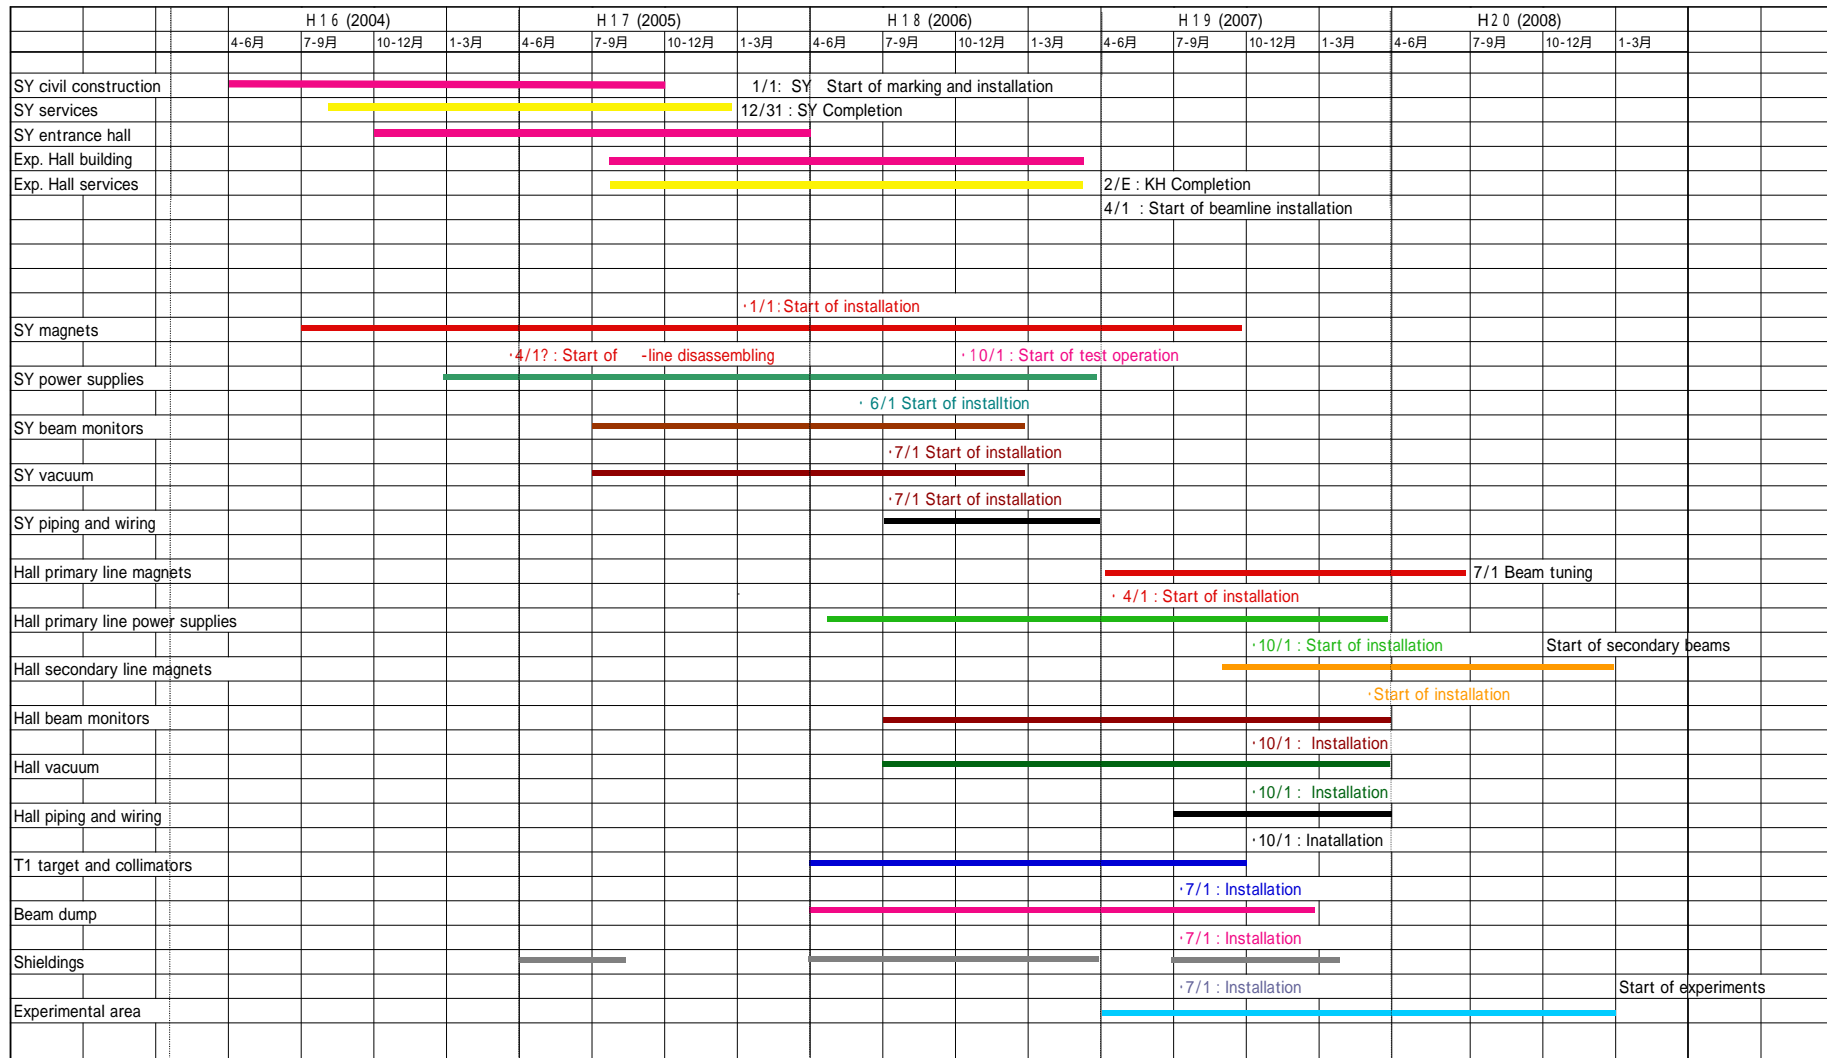 H16 (2004) H17 (2005) H18 (2006) H19 (2007) H20 (2008)
4-6月 7-9月 10-12月 1-3月 4-6月 7-9月 10-12月 1-3月 4-6月 7-9月 10-12月 1-3月 4-6月 7-9月 10-12月 1-3月 4-6月 7-9月 10-12月 1-3月
SY civil construction 1/1: SY Start of marking and installation
SY services 12/31 : SY Completion
SY entrance hall
Exp. Hall building
Exp. Hall services 2/E : KH Completion
4/1 : Start of beamline installation
・1/1: Start of installation
SY magnets
・4/1? : Start of -line disassembling ・10/1 : Start of test operation
SY power supplies
・6/1 Start of installtion
SY beam monitors
・7/1 Start of installation
SY vacuum
・7/1 Start of installation
SY piping and wiring
Hall primary line magnets 7/1 Beam tuning
・4/1 : Start of installation
Hall primary line power supplies
・10/1 : Start of installation Start of secondary beams
Hall secondary line magnets
・Start of installation
Hall beam monitors
・10/1 : Installation
Hall vacuum
・10/1 : Installation
Hall piping and wiring
・10/1 : Inatallation
T1 target and collimators
・7/1 : Installation
Beam dump
・7/1 : Installation
Shieldings
・7/1 : Installation Start of experiments
Experimental area